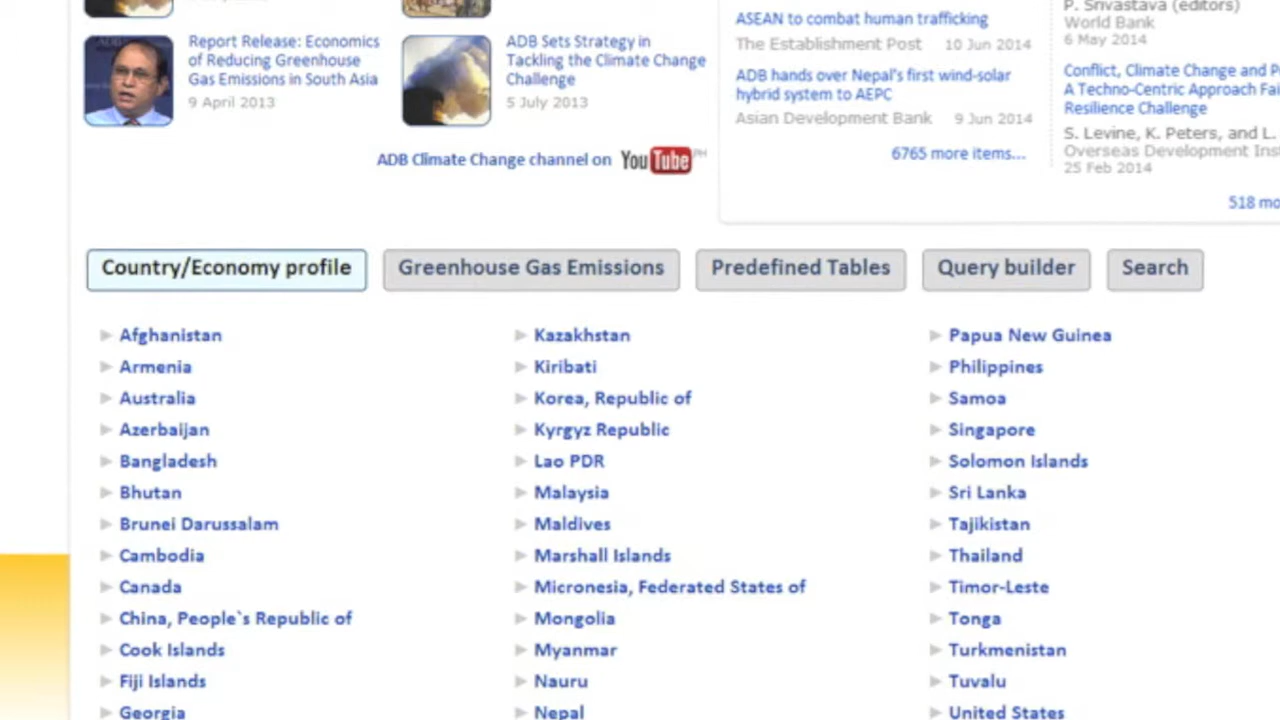 Report Release: Economics
of Reducing Greenhouse
Gas Emissions in South Asia
9 April 2013
ADB Sets Strategy in
Tackling the Climate Change
Challenge
5 July 2013
ADB Climate Change channel on YouTube PH
ASEAN to combat human trafficking
The Establishment Post 10 Jun 2014
ADB hands over Nepal's first wind-solar
hybrid system to AEPC
Asian Development Bank 9 Jun 2014
6765 more items...
P. Srivastava (editors)
World Bank
6 May 2014
Conflict, Climate Change and
A Techno-Centric Approach
Resilience Challenge
S. Levine, K. Peters, and L.
Overseas Development
25 Feb 2014
518
Country/Economy profile
Greenhouse Gas Emissions
Predefined Tables
Query builder
Search
Afghanistan
Armenia
Australia
Azerbaijan
Bangladesh
Bhutan
Brunei Darussalam
Cambodia
Canada
China, People`s Republic of
Cook Islands
Fiji Islands
Georgia
Kazakhstan
Kiribati
Korea, Republic of
Kyrgyz Republic
Lao PDR
Malaysia
Maldives
Marshall Islands
Micronesia, Federated States of
Mongolia
Myanmar
Nauru
Nepal
Papua New Guinea
Philippines
Samoa
Singapore
Solomon Islands
Sri Lanka
Tajikistan
Thailand
Timor-Leste
Tonga
Turkmenistan
Tuvalu
United States